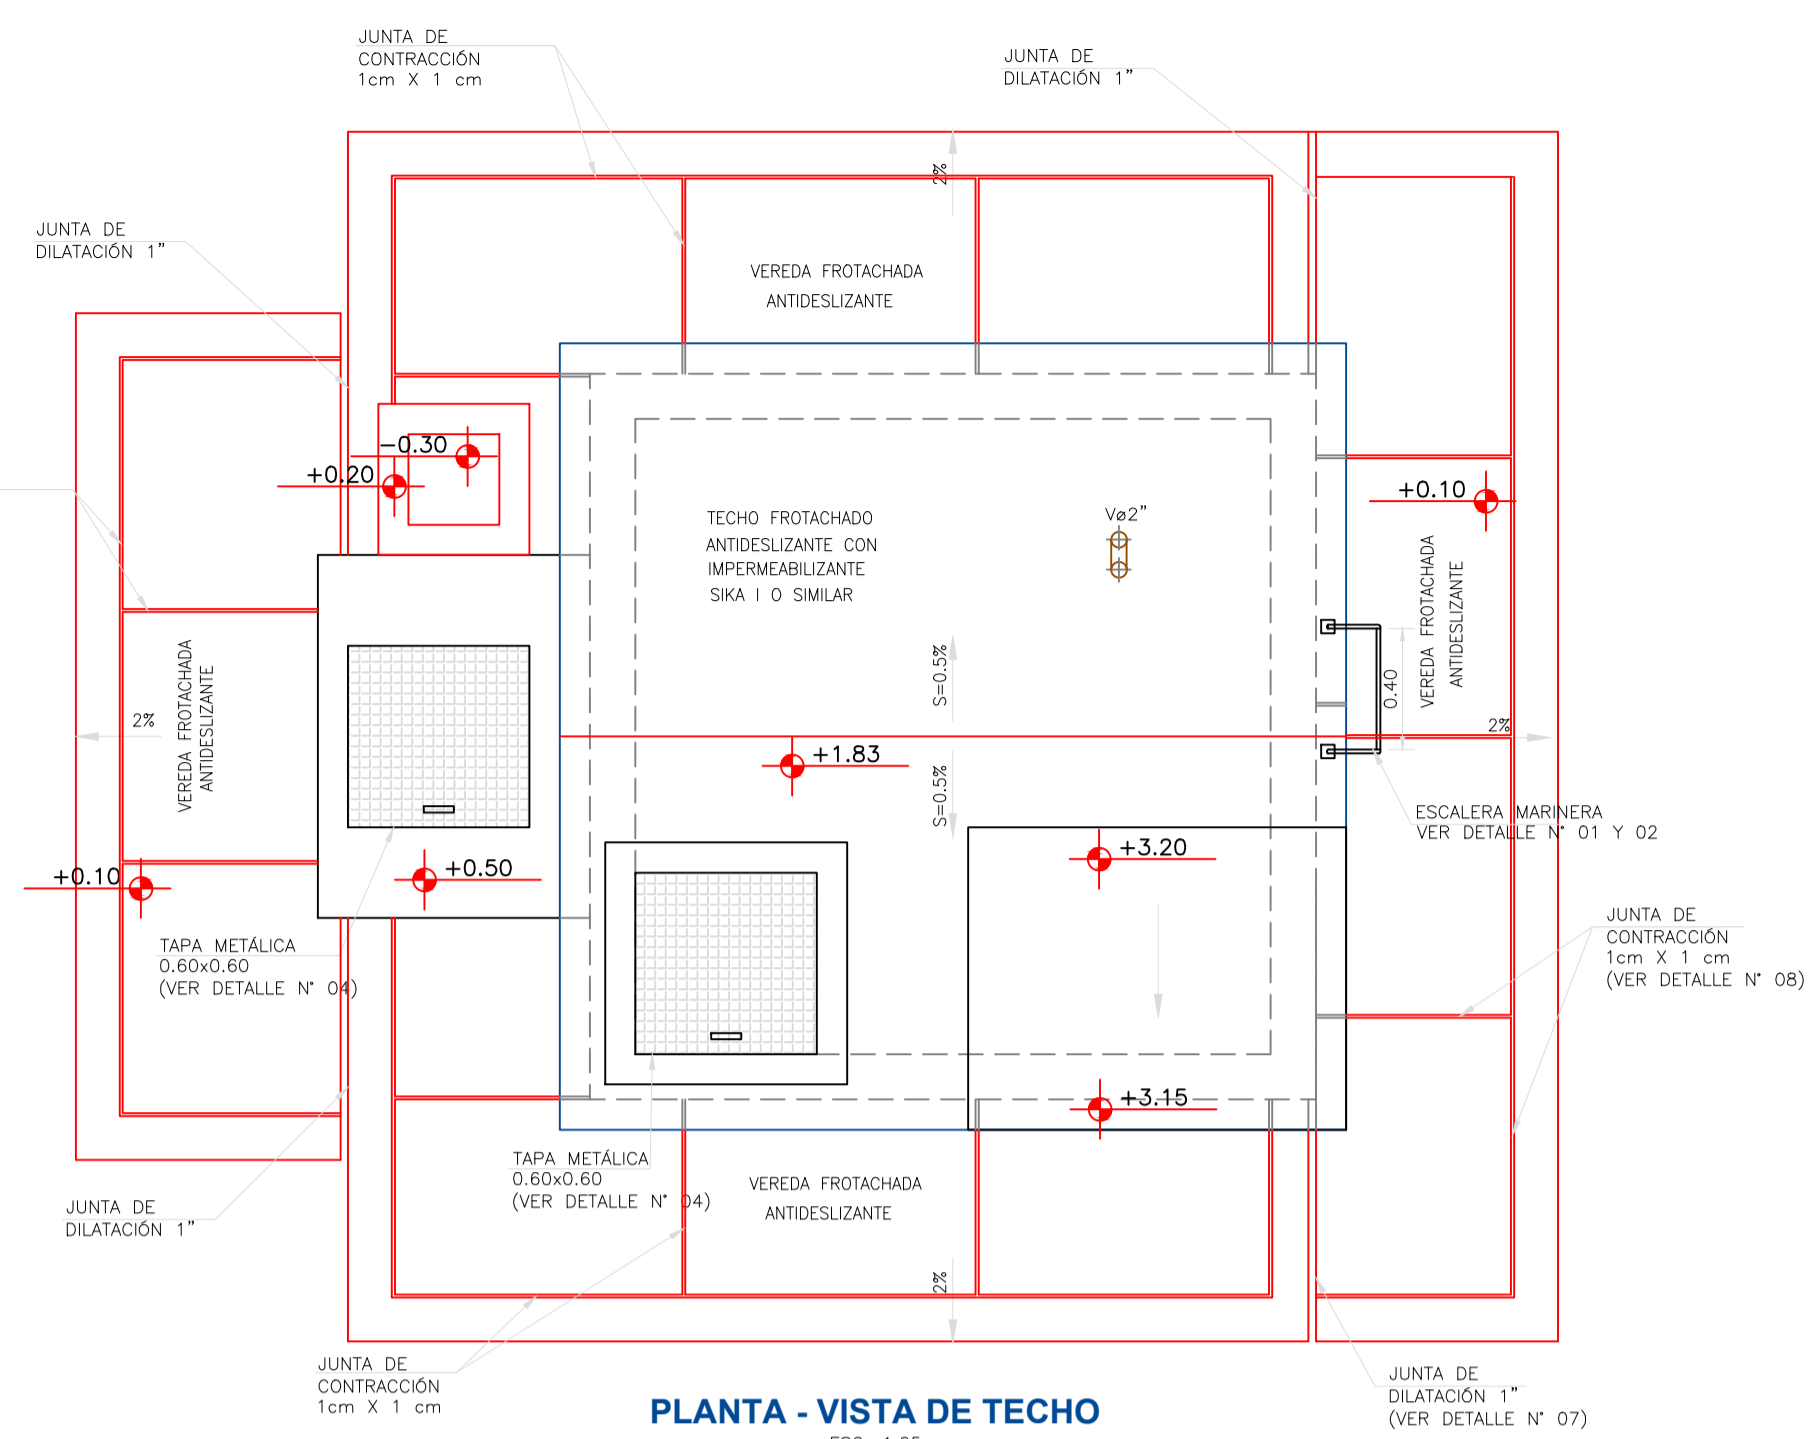 JUNTA DE
CONTRACCIÓN
1cm X 1 cm
JUNTA DE
DILATACIÓN 1"
JUNTA DE
DILATACIÓN 1"
2%
VEREDA FROTACHADA
ANTIDESLIZANTE
-0.30
+0.20
+0.10
TECHO FROTACHADO
ANTIDESLIZANTE CON
IMPERMEABILIZANTE
SIKA I O SIMILAR
Vø2"
VEREDA FROTACHADA
ANTIDESLIZANTE
VEREDA FROTACHADA
ANTIDESLIZANTE
2%
S=0.5%
0.40
2%
+1.83
S=0.5%
ESCALERA MARINERA
VER DETALLE N° 01 Y 02
+0.10
+0.50
+3.20
TAPA METÁLICA
0.60x0.60
(VER DETALLE N° 04)
JUNTA DE
CONTRACCIÓN
1cm X 1 cm
(VER DETALLE N° 08)
+3.15
TAPA METÁLICA
0.60x0.60
(VER DETALLE N° 04)
VEREDA FROTACHADA
ANTIDESLIZANTE
JUNTA DE
DILATACIÓN 1"
2%
JUNTA DE
CONTRACCIÓN
1cm X 1 cm
JUNTA DE
DILATACIÓN 1"
(VER DETALLE N° 07)
PLANTA - VISTA DE TECHO